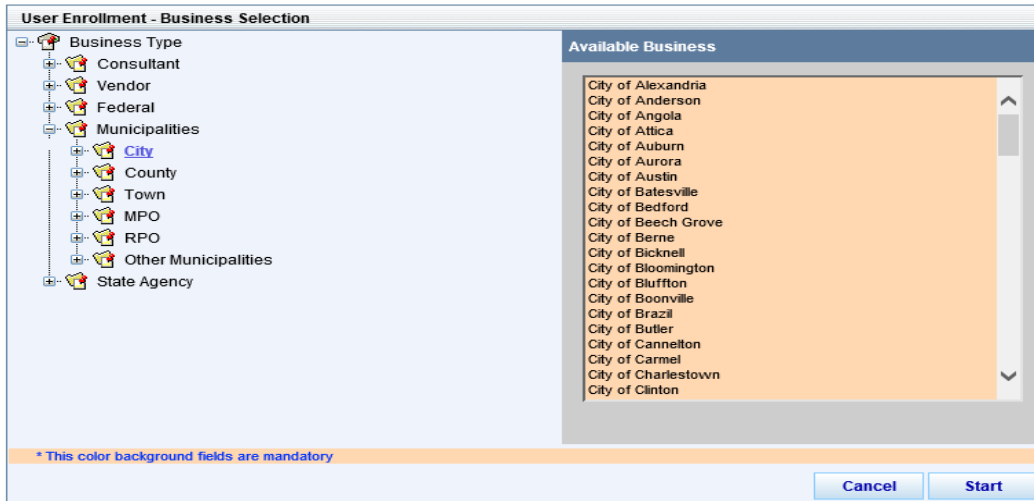 User Enrollment - Business Selection
Business Type
Consultant
Vendor
Federal
Municipalities
City
County
Town
MPO
RPO
Other Municipalities
State Agency
Available Business
City of Alexandria
City of Anderson
City of Angola
City of Attica
City of Auburn
City of Aurora
City of Austin
City of Batesville
City of Bedford
City of Beech Grove
City of Berne
City of Bicknell
City of Bloomington
City of Bluffton
City of Boonville
City of Brazil
City of Butler
City of Cannelton
City of Carmel
City of Charlestown
City of Clinton
* This color background fields are mandatory
Cancel
Start